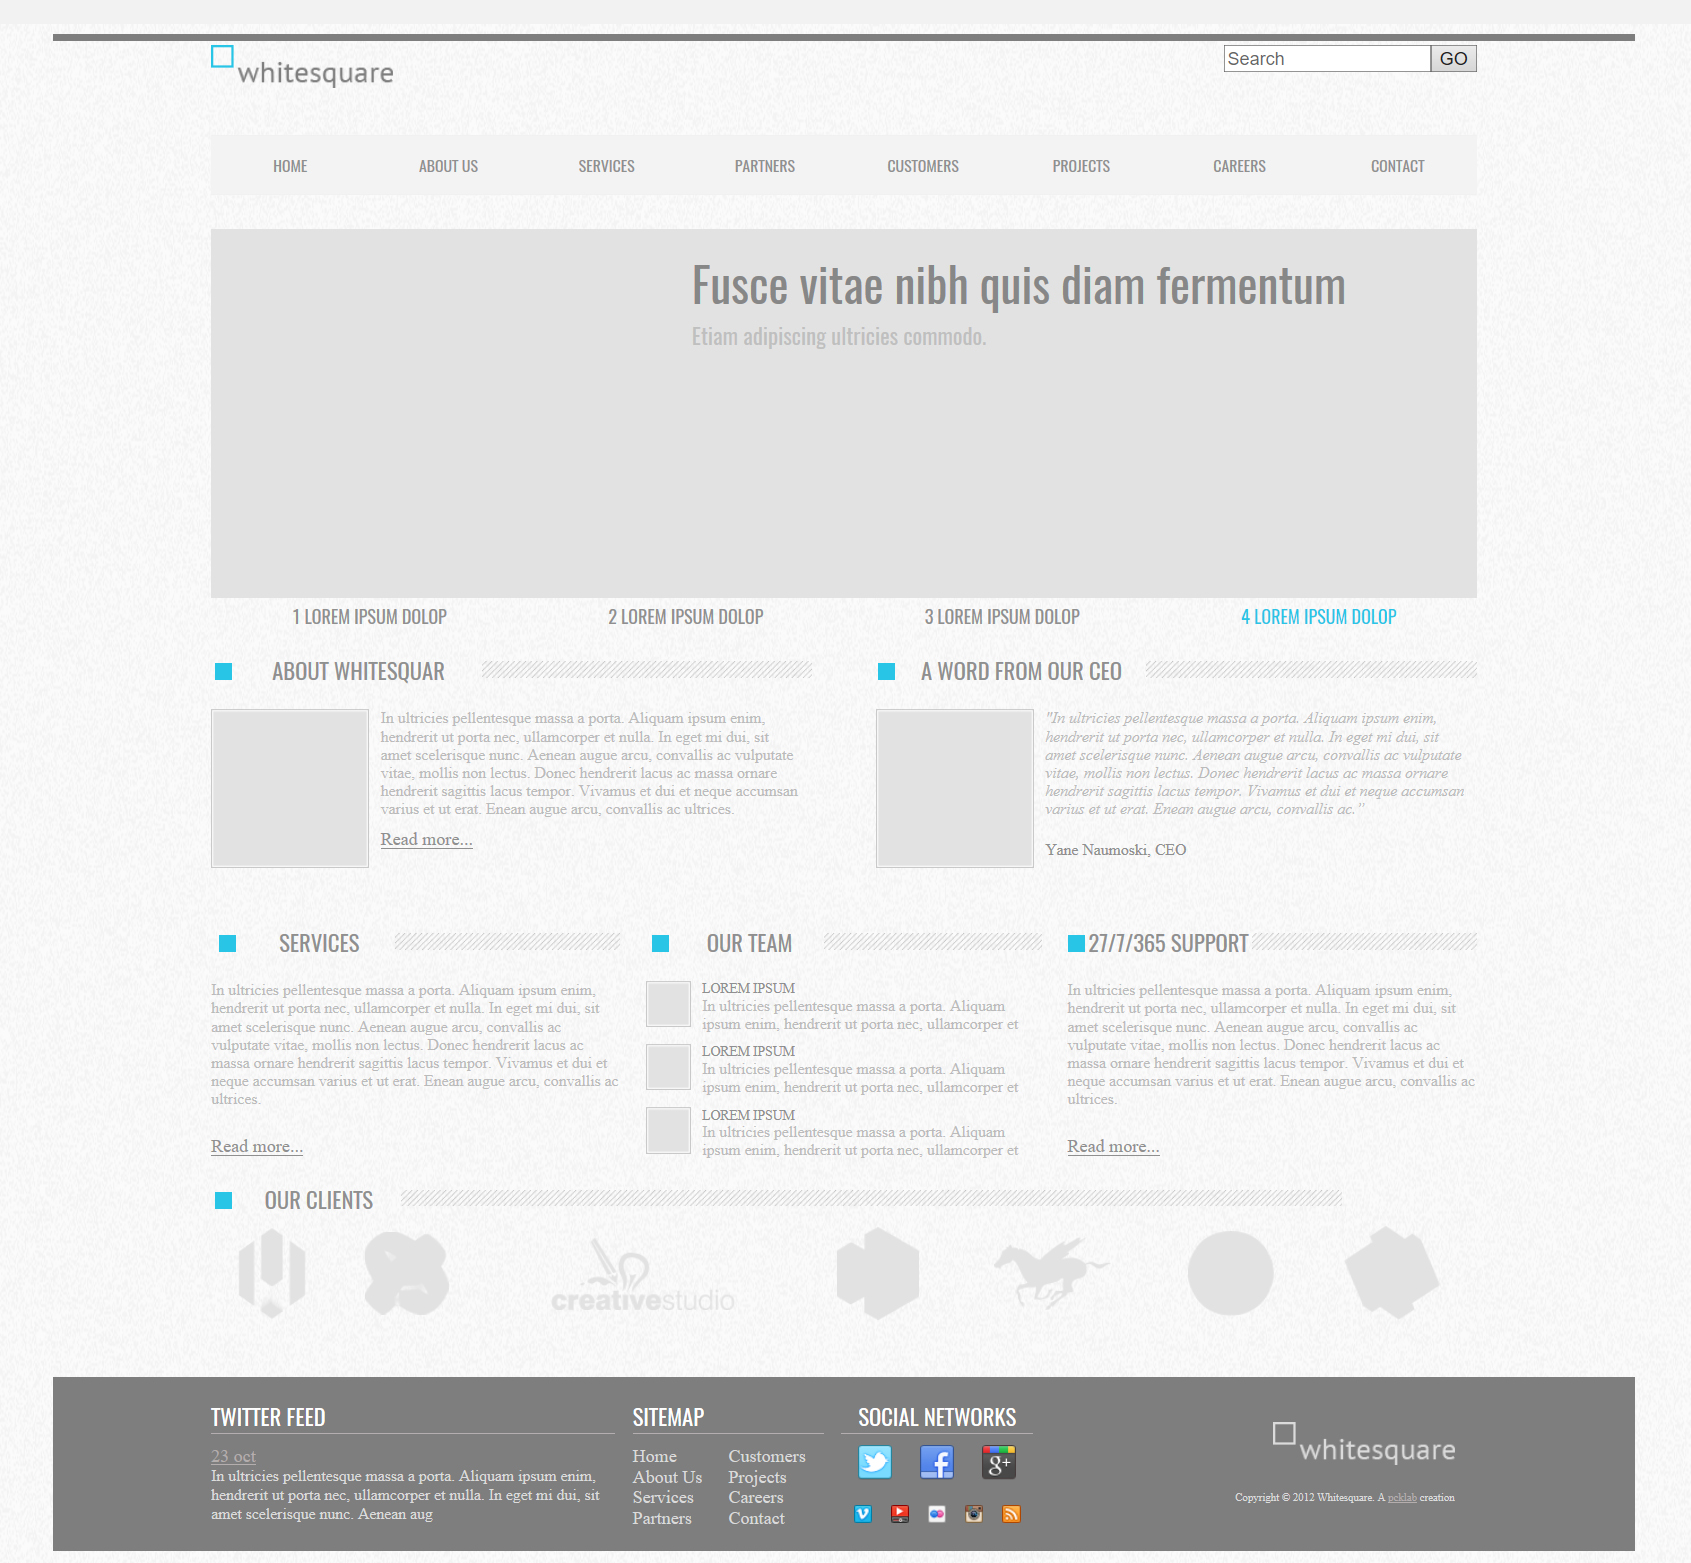 whitesquare
Search GO
HOME ABOUT US SERVICES PARTNERS CUSTOMERS PROJECTS CAREERS CONTACT
Fusce vitae nibh quis diam fermentum
Etiam adipiscing ultricies commodo.
1 LOREM IPSUM DOLOP 2 LOREM IPSUM DOLOP 3 LOREM IPSUM DOLOP 4 LOREM IPSUM DOLOP
ABOUT WHITESQUAR
In ultricies pellentesque massa a porta. Aliquam ipsum enim,
hendrerit ut porta nec, ullamcorper et nulla. In eget mi dui, sit
amet scelerisque nunc. Aenean augue arcu, convallis ac vulputate
vitae, mollis non lectus. Donec hendrerit lacus ac massa ornare
hendrerit sagittis lacus tempor. Vivamus et dui et neque accumsan
varius et ut erat. Enean augue arcu, convallis ac ultrices.
Read more...
A WORD FROM OUR CEO
"In ultricies pellentesque massa a porta. Aliquam ipsum enim,
hendrerit ut porta nec, ullamcorper et nulla. In eget mi dui, sit
amet scelerisque nunc. Aenean augue arcu, convallis ac vulputate
vitae, mollis non lectus. Donec hendrerit lacus ac massa ornare
hendrerit sagittis lacus tempor. Vivamus et dui et neque accumsan
varius et ut erat. Enean augue arcu, convallis ac.”
Yane Naumoski, CEO
SERVICES
In ultricies pellentesque massa a porta. Aliquam ipsum enim,
hendrerit ut porta nec, ullamcorper et nulla. In eget mi dui, sit
amet scelerisque nunc. Aenean augue arcu, convallis ac
vulputate vitae, mollis non lectus. Donec hendrerit lacus ac
massa ornare hendrerit sagittis lacus tempor. Vivamus et dui et
neque accumsan varius et ut erat. Enean augue arcu, convallis ac
ultrices.
Read more...
OUR TEAM
LOREM IPSUM
In ultricies pellentesque massa a porta. Aliquam
ipsum enim, hendrerit ut porta nec, ullamcorper et
LOREM IPSUM
In ultricies pellentesque massa a porta. Aliquam
ipsum enim, hendrerit ut porta nec, ullamcorper et
LOREM IPSUM
In ultricies pellentesque massa a porta. Aliquam
ipsum enim, hendrerit ut porta nec, ullamcorper et
27/7/365 SUPPORT
In ultricies pellentesque massa a porta. Aliquam ipsum enim,
hendrerit ut porta nec, ullamcorper et nulla. In eget mi dui, sit
amet scelerisque nunc. Aenean augue arcu, convallis ac
vulputate vitae, mollis non lectus. Donec hendrerit lacus ac
massa ornare hendrerit sagittis lacus tempor. Vivamus et dui et
neque accumsan varius et ut erat. Enean augue arcu, convallis ac
ultrices.
Read more...
OUR CLIENTS
creativestudio
TWITTER FEED
23 oct
In ultricies pellentesque massa a porta. Aliquam ipsum enim,
hendrerit ut porta nec, ullamcorper et nulla. In eget mi dui, sit
amet scelerisque nunc. Aenean aug
SITEMAP
Home Customers
About Us Projects
Services Careers
Partners Contact
SOCIAL NETWORKS
g+
whitesquare
Copyright © 2012 Whitesquare. A pcklab creation